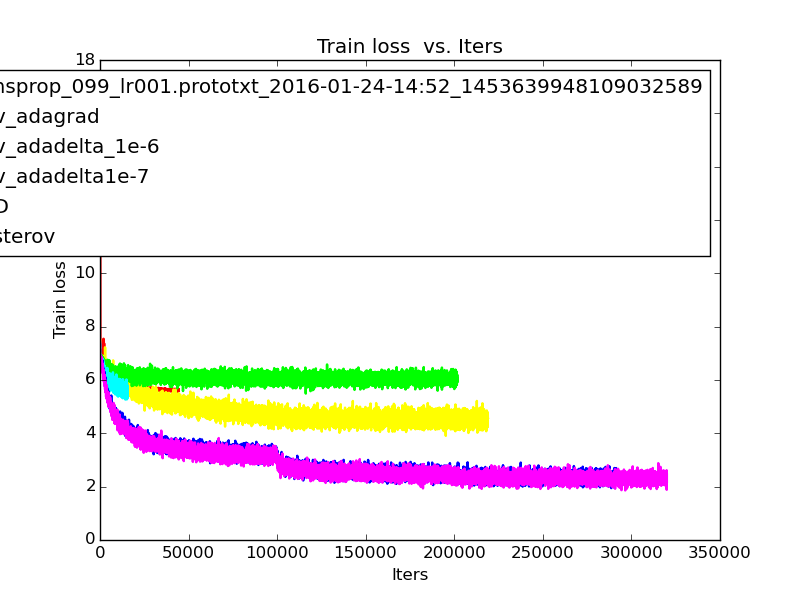 Train loss vs. Iters
18
nsprop_099_lr001.prototxt_2016-01-24-14:52_1453639948109032589
v_adagrad
v_adadelta_1e-6
v_adadelta1e-7
D
sterov
10
8
6
4
2
0
Train loss
0 50000 100000 150000 200000 250000 300000 350000
Iters